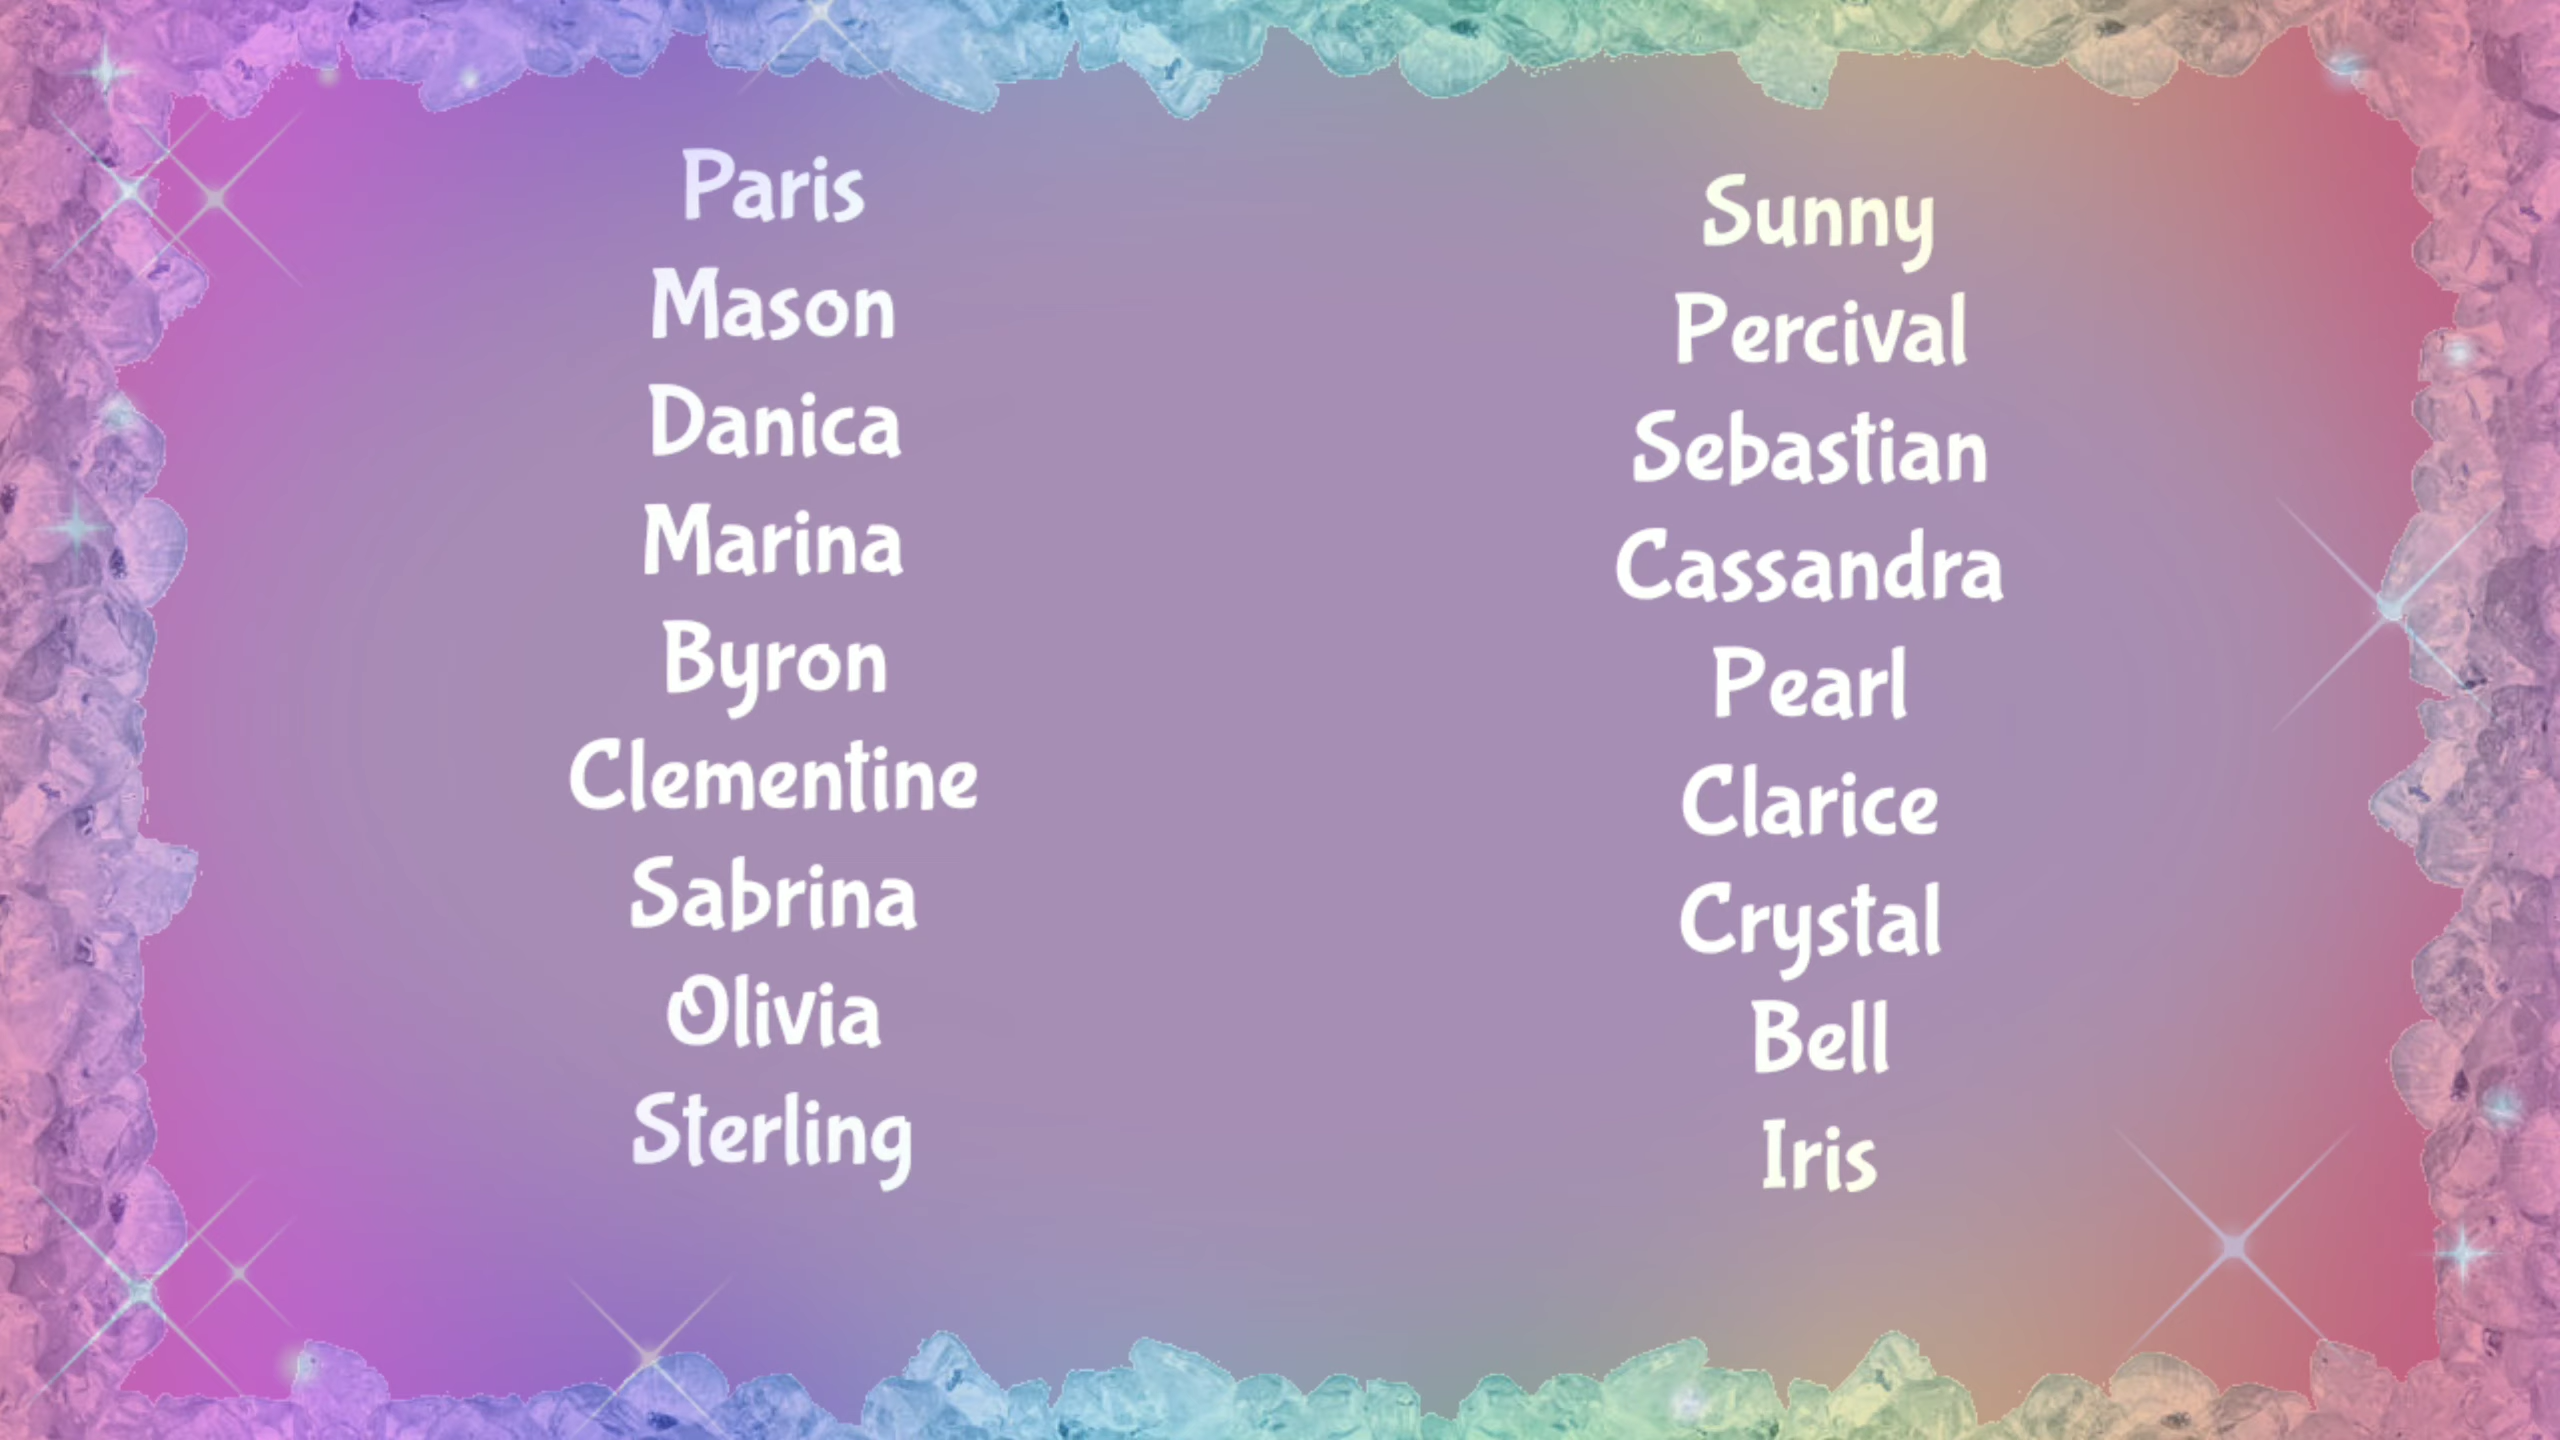 Paris
Mason
Danica
Marina
Byron
Clementine
Sabrina
Olivia
Sterling
Sunny
Percival
Sebastian
Cassandra
Pearl
Clarice
Crystal
Bell
Iris